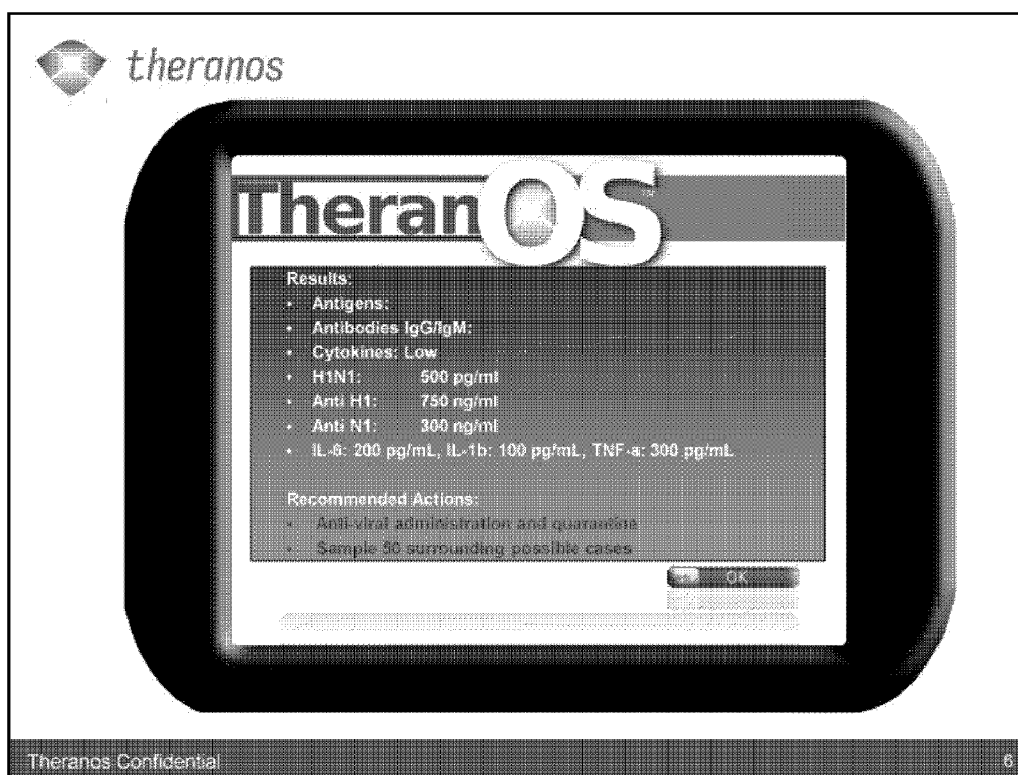 theranos
TheranOS
Results:
• Antigens:
• Antibodies IgG/IgM:
• Cytokines: Low
• H1N1: 500 pg/ml
• Anti H1: 750 ng/ml
• Anti N1: 300 ng/ml
• IL-6: 200 pg/mL, IL-1b: 100 pg/mL, TNF-a: 300 pg/mL
Recommended Actions:
• Anti-viral administration and quarantine
• Sample 50 surrounding possible cases
OK
Theranos Confidential
6